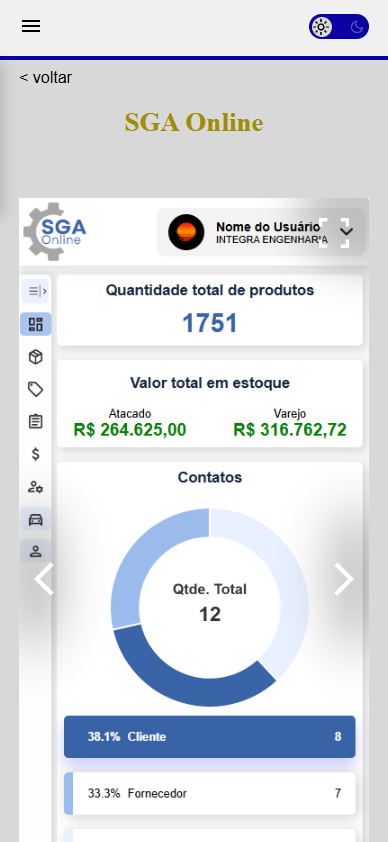 < voltar
SGA Online
SGA
Online
Nome do Usuário
INTEGRA ENGENHARIA
Quantidade total de produtos
1751
Valor total em estoque
Atacado
R$ 264.625,00
Varejo
R$ 316.762,72
Contatos
Qtde. Total
12
38.1% Cliente 8
33.3% Fornecedor 7